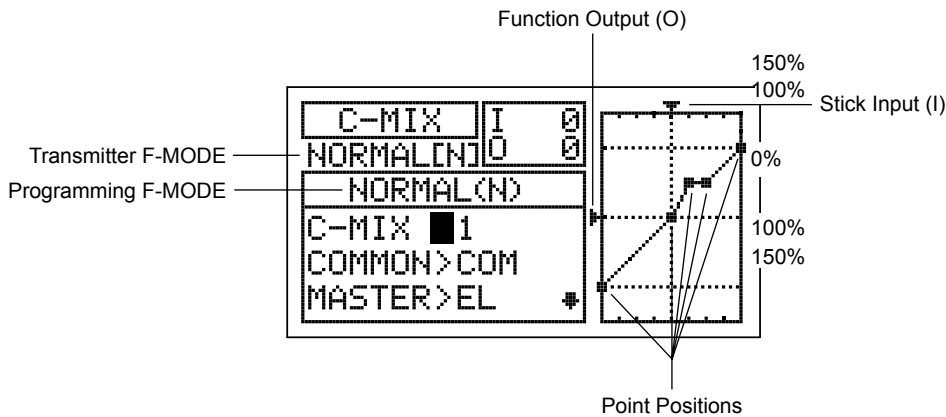 Function Output (O)
150%
100%
Stick Input (I)
C-MIX
I 0
Transmitter F-MODE
NORMAL[N]
O 0
0%
Programming F-MODE
NORMAL(N)
C-MIX 1
100%
COMMON>COM
150%
MASTER>EL
Point Positions